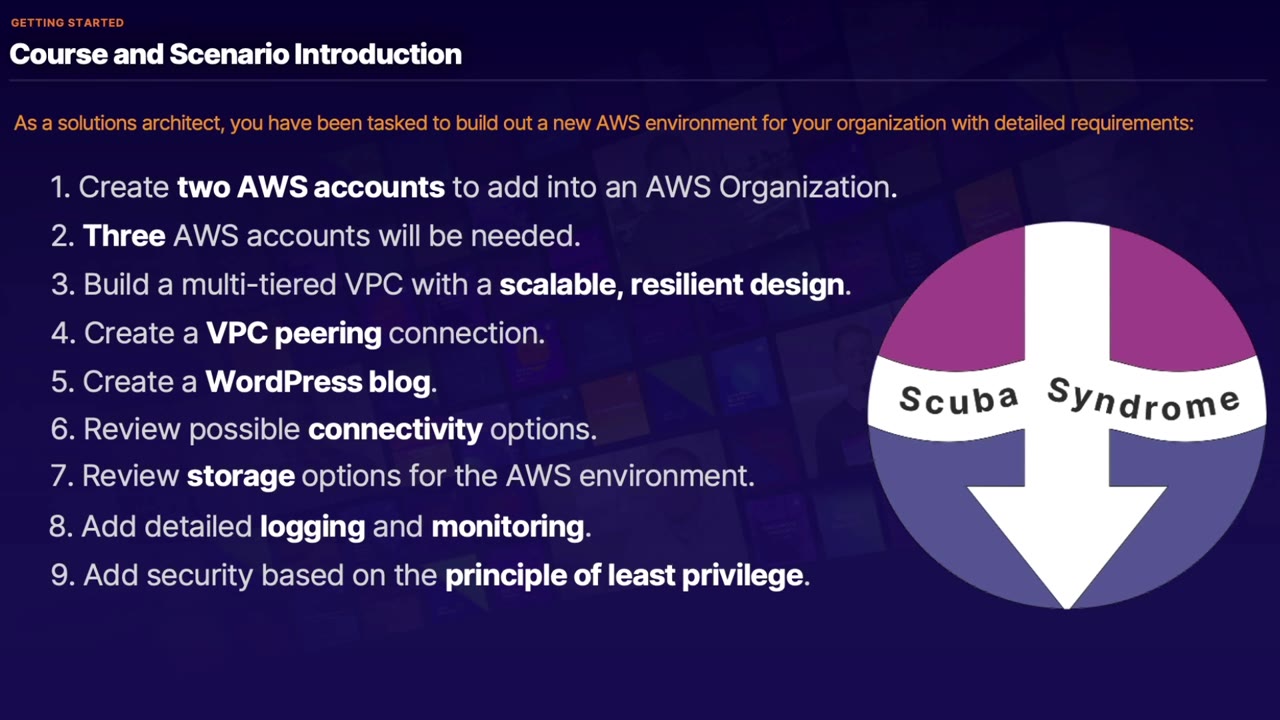 GETTING STARTED
Course and Scenario Introduction
As a solutions architect, you have been tasked to build out a new AWS environment for your organization with detailed requirements:
1. Create two AWS accounts to add into an AWS Organization.
2. Three AWS accounts will be needed.
3. Build a multi-tiered VPC with a scalable, resilient design.
4. Create a VPC peering connection.
5. Create a WordPress blog.
6. Review possible connectivity options.
7. Review storage options for the AWS environment.
8. Add detailed logging and monitoring.
9. Add security based on the principle of least privilege.
Scuba Syndrome